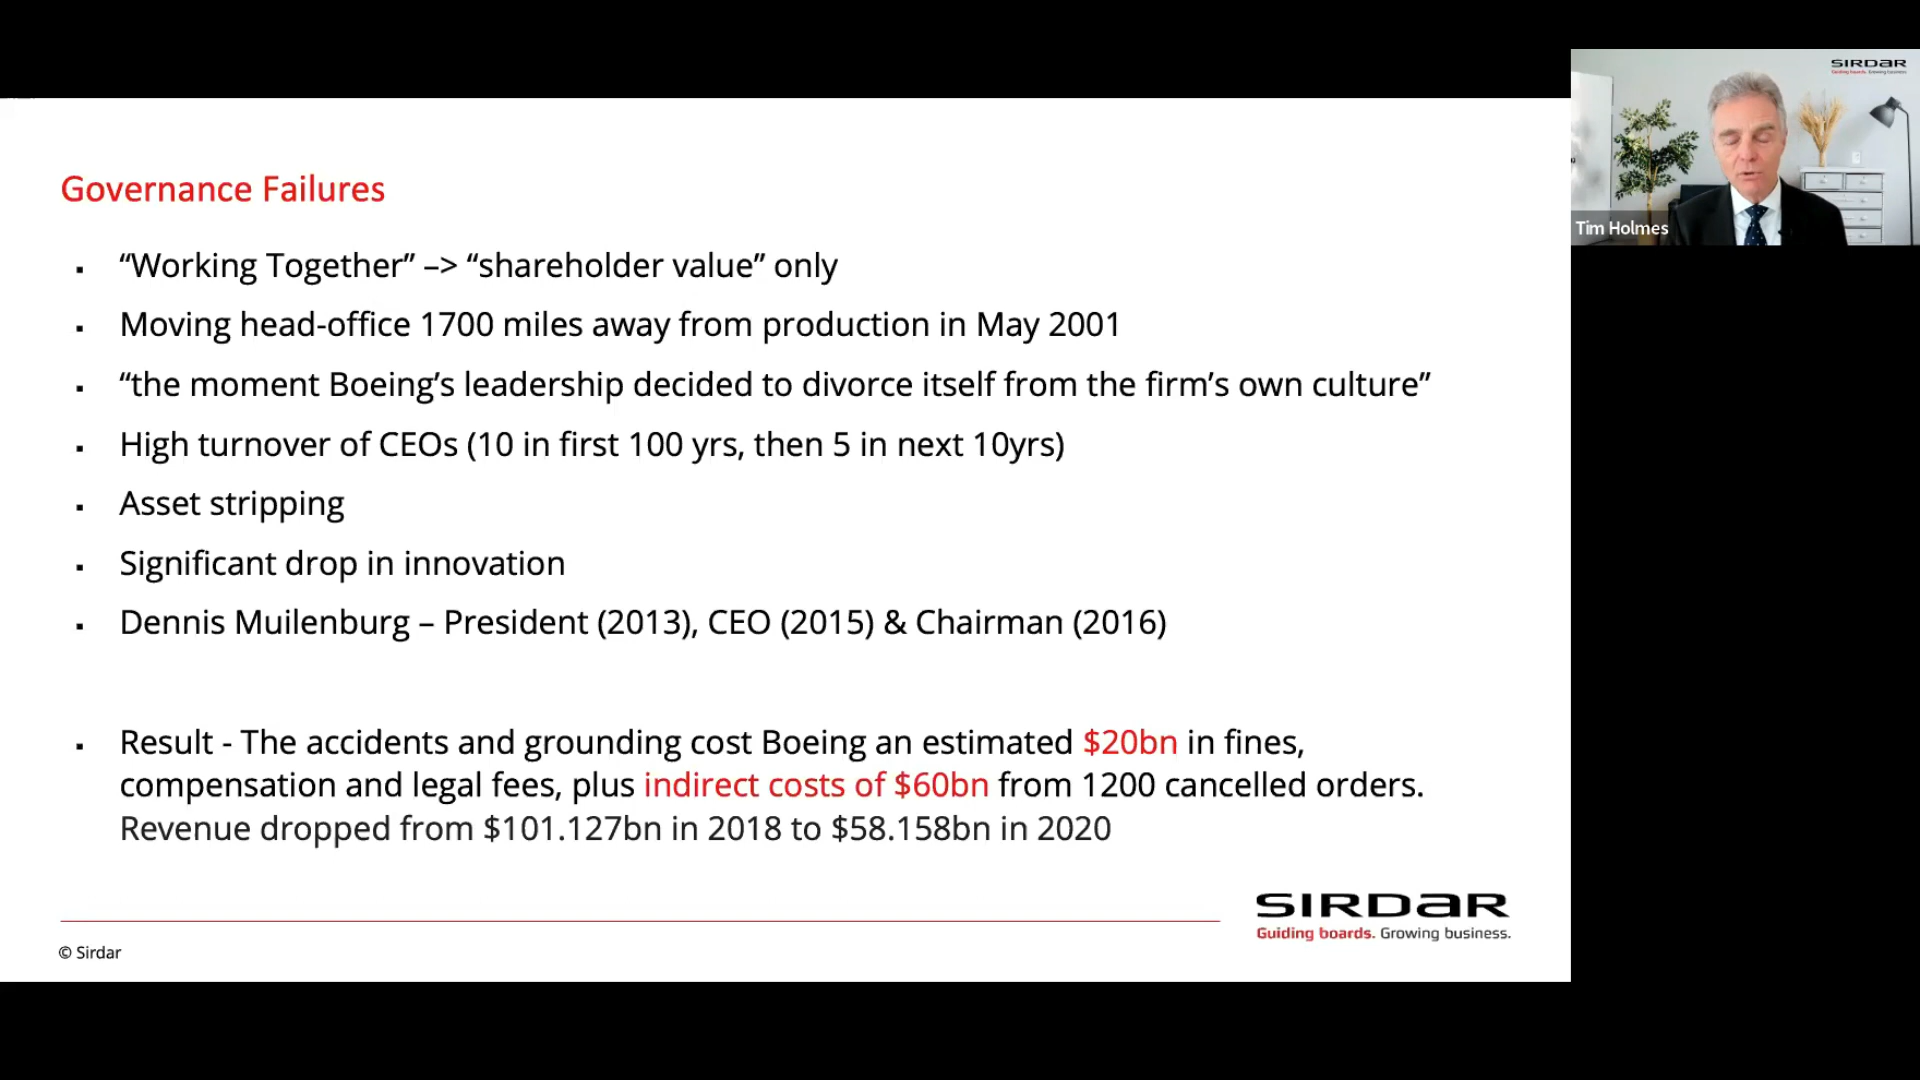 Governance Failures
▪ “Working Together” –> “shareholder value” only
▪ Moving head-office 1700 miles away from production in May 2001
▪ “the moment Boeing’s leadership decided to divorce itself from the firm’s own culture”
▪ High turnover of CEOs (10 in first 100 yrs, then 5 in next 10yrs)
▪ Asset stripping
▪ Significant drop in innovation
▪ Dennis Muilenburg – President (2013), CEO (2015) & Chairman (2016)
▪ Result - The accidents and grounding cost Boeing an estimated $20bn in fines,
compensation and legal fees, plus indirect costs of $60bn from 1200 cancelled orders.
Revenue dropped from $101.127bn in 2018 to $58.158bn in 2020
SIRDAR
Guiding boards. Growing business.
© Sirdar
SIRDAR
Guiding boards. Growing business.
Tim Holmes